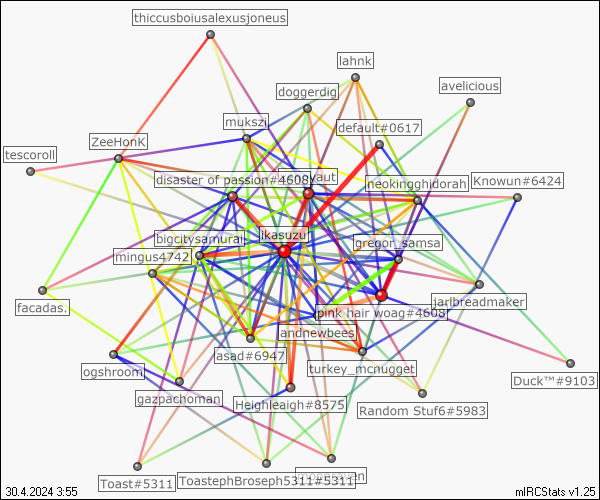 thiccusboiusalexusjoneus
lahnk
avelicious
doggerdig
mukszi
default#0617
ZeeHonK
tescoroll
disaster of passion#4608
yaut
neokingghidorah
Knowun#6424
ikasuzu
bigcitysamurai
gregor_samsa
mingus4742
facadas.
pink hair woag#4608
jarlbreadmaker
andnewbees
asad#6947
turkey_mcnugget
ogshroom
Duck™#9103
gazpachoman
Heighleaigh#8575
Random Stuf6#5983
Toast#5311
ToastephBroseph5311#5311
30.4.2024 3:55
mIRCStats v1.25